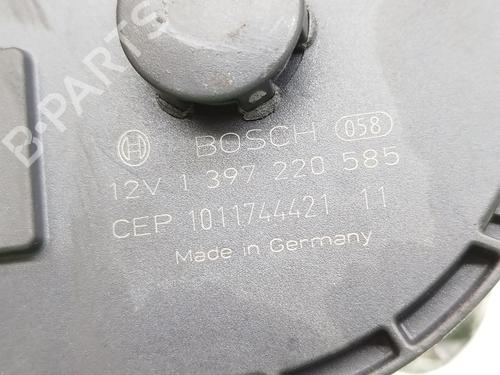 B-PARTS
BOSCH 058
12V 1 397 220 585
CEP 1011744421 11
Made in Germany